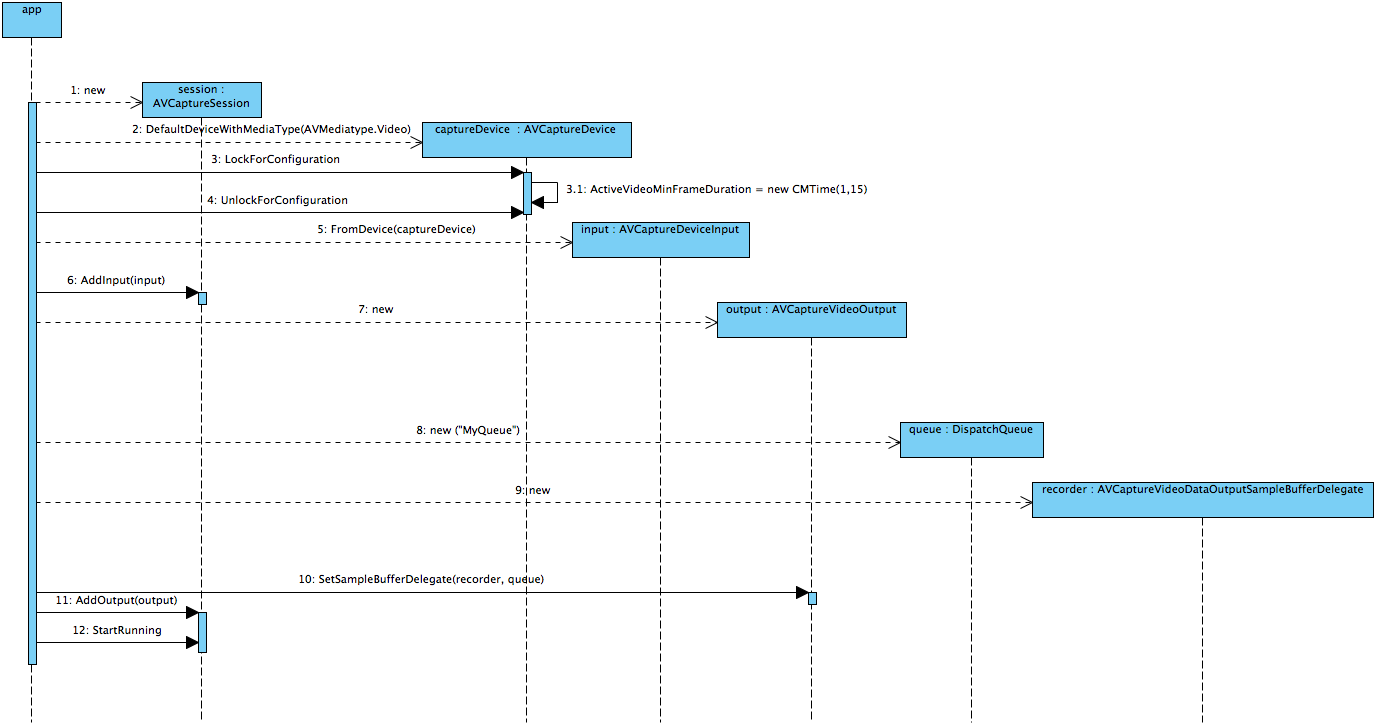 app
1: new
session :
AVCaptureSession
2: DefaultDeviceWithMediaType(AVMediatype.Video)
captureDevice : AVCaptureDevice
3: LockForConfiguration
3.1: ActiveVideoMinFrameDuration = new CMTime(1,15)
4: UnlockForConfiguration
5: FromDevice(captureDevice)
input : AVCaptureDeviceInput
6: AddInput(input)
7: new
output : AVCaptureVideoOutput
8: new ("MyQueue")
queue : DispatchQueue
9: new
recorder : AVCaptureVideoDataOutputSampleBufferDelegate
10: SetSampleBufferDelegate(recorder, queue)
11: AddOutput(output)
12: StartRunning